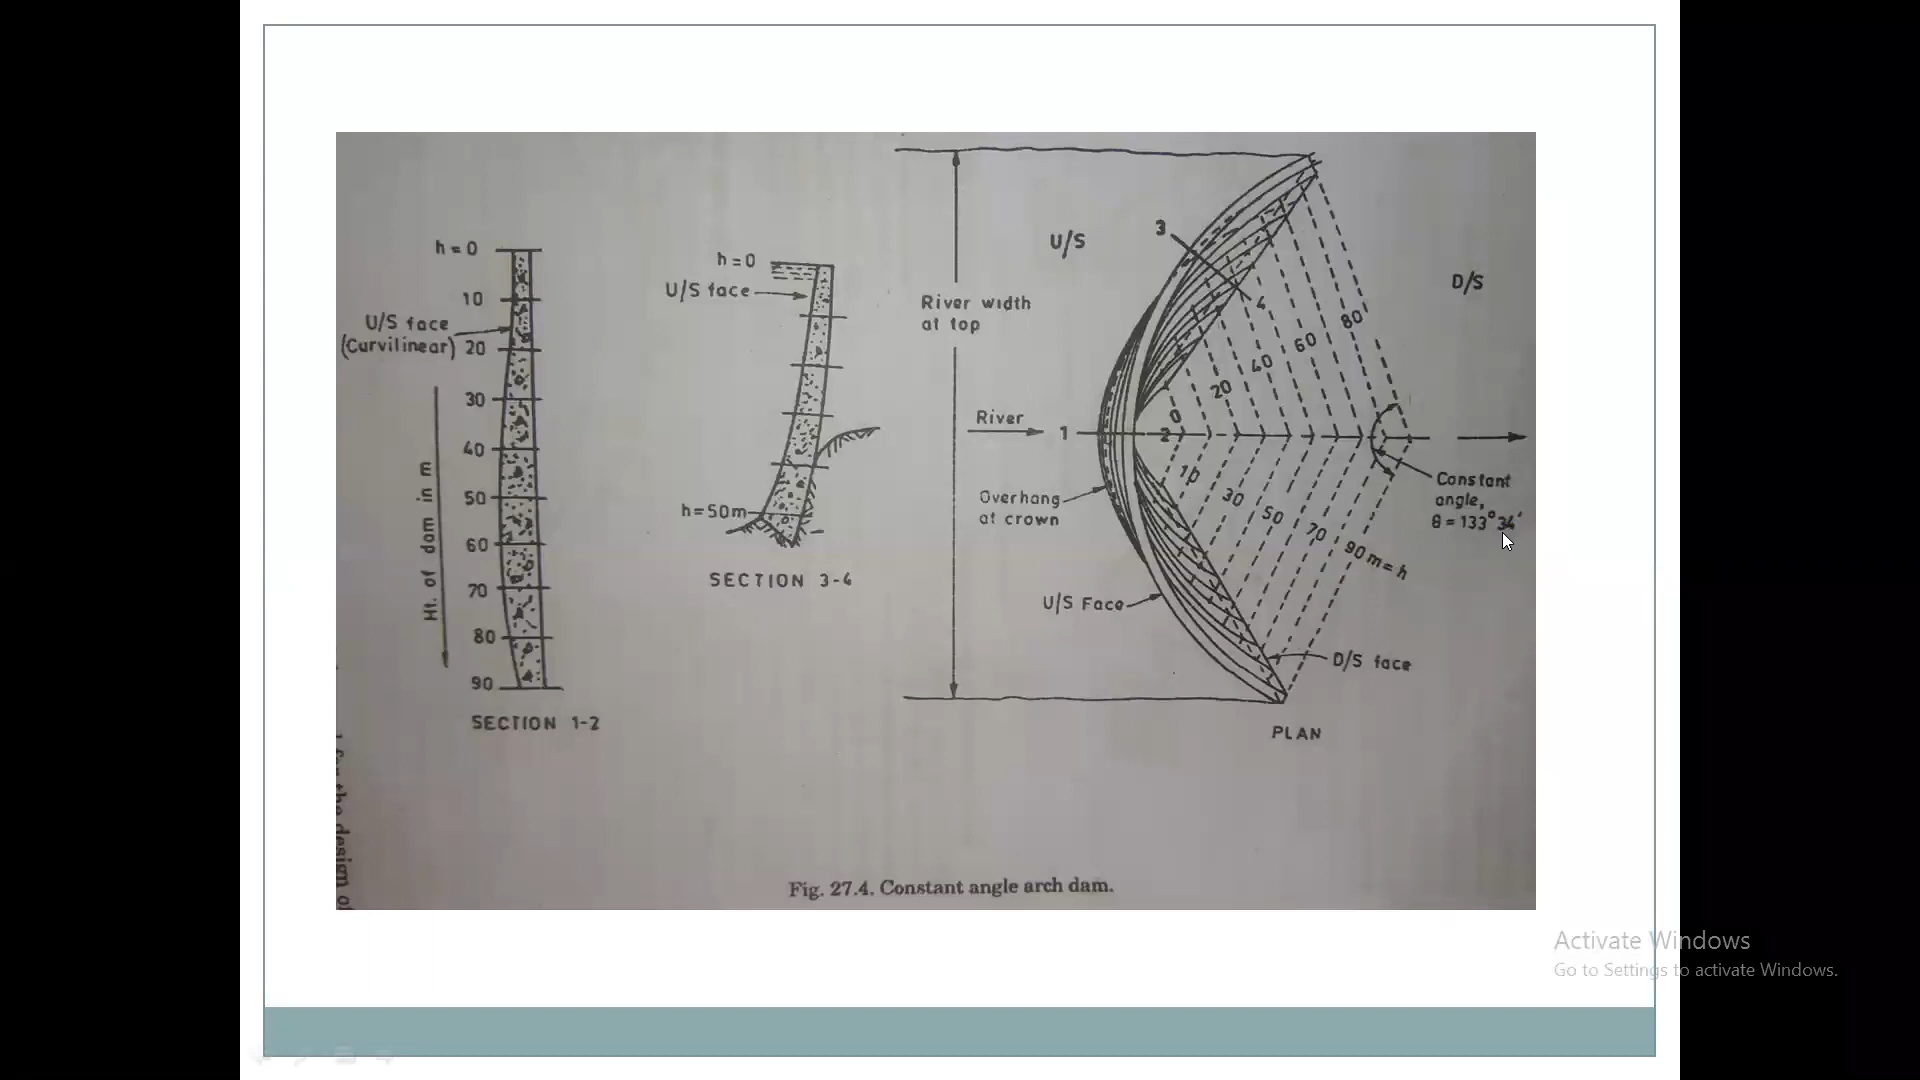 h = 0
10
U/S face
(Curvilinear)
20
30
40
50
60
70
80
90
Ht. of dam in m
SECTION 1-2
h = 0
U/S face
h = 50m
SECTION 3-4
River width
at top
U/S
3
4
D/S
River
1
2
0
20
40
60
80
10
30
50
70
90 m = h
Overhang
at crown
U/S Face
D/S face
Constant
angle,
θ = 133° 34'
PLAN
the design of
Fig. 27.4. Constant angle arch dam.
Activate Windows
Go to Settings to activate Windows.